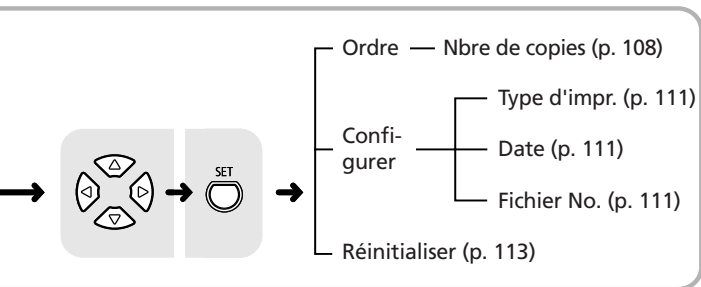 SET
Ordre
Nbre de copies (p. 108)
Confi-
gurer
Type d'impr. (p. 111)
Date (p. 111)
Fichier No. (p. 111)
Réinitialiser (p. 113)